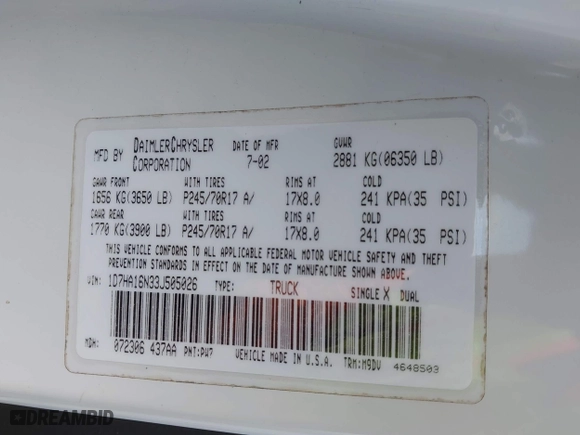 MFD BY DAIMLERCHRYSLER CORPORATION DATE OF MFR 7-02 GVWR 2881 KG(06350 LB)
GAWR FRONT WITH TIRES RIMS AT COLD
1656 KG(3650 LB) P245/70R17 A/ 17X8.0 241 KPA(35 PSI)
GAWR REAR WITH TIRES RIMS AT COLD
1770 KG(3900 LB) P245/70R17 A/ 17X8.0 241 KPA(35 PSI)
THIS VEHICLE CONFORMS TO ALL APPLICABLE FEDERAL MOTOR VEHICLE SAFETY AND THEFT
PREVENTION STANDARDS IN EFFECT ON THE DATE OF MANUFACTURE SHOWN ABOVE.
VIN: 1D7HA16N33J505026 TYPE: TRUCK SINGLE X DUAL
MDH: 072306 437AA PNT:PW7 VEHICLE MADE IN U.S.A. TRM:M9DV 4648503
DREAMBID